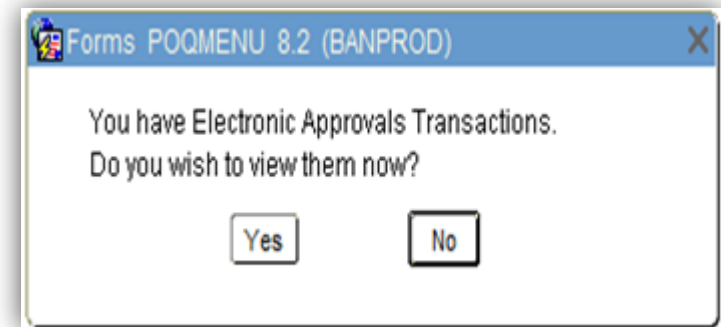 Forms POQMENU 8.2 (BANPROD) X
You have Electronic Approvals Transactions.
Do you wish to view them now?
Yes No